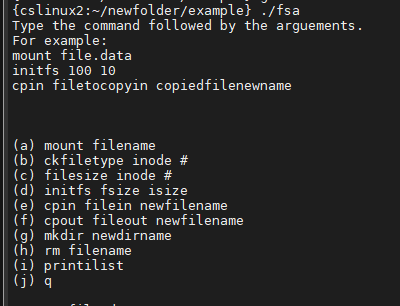 {cslinux2:~/newfolder/example} ./fsa
Type the command followed by the arguements.
For example:
mount file.data
initfs 100 10
cpin filetocopyin copiedfilenewname
(a) mount filename
(b) ckfiletype inode #
(c) filesize inode #
(d) initfs fsize isize
(e) cpin filein newfilename
(f) cpout fileout newfilename
(g) mkdir newdirname
(h) rm filename
(i) printilist
(j) q